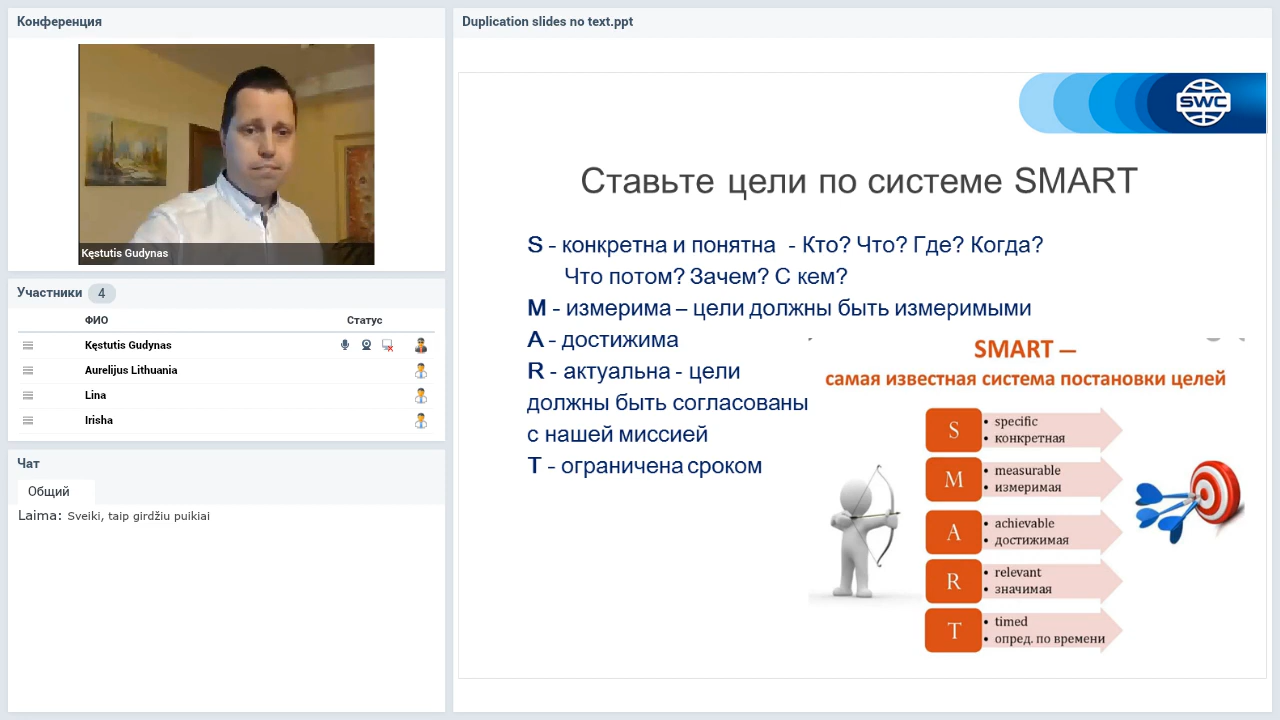 Конференция
Kęstutis Gudynas
Участники 4
ФИО Статус
Kęstutis Gudynas
Aurelijus Lithuania
Lina
Irisha
Чат
Общий
Laima: Sveiki, taip girdžiu puikiai
Duplication slides no text.ppt
SWC
Ставьте цели по системе SMART
S - конкретна и понятна - Кто? Что? Где? Когда?
Что потом? Зачем? С кем?
M - измерима – цели должны быть измеримыми
A - достижима
R - актуальна - цели
должны быть согласованы
с нашей миссией
T - ограничена сроком
SMART —
самая известная система постановки целей
S
• specific
• конкретная
M
• measurable
• измеримая
A
• achievable
• достижимая
R
• relevant
• значимая
T
• timed
• опред. по времени